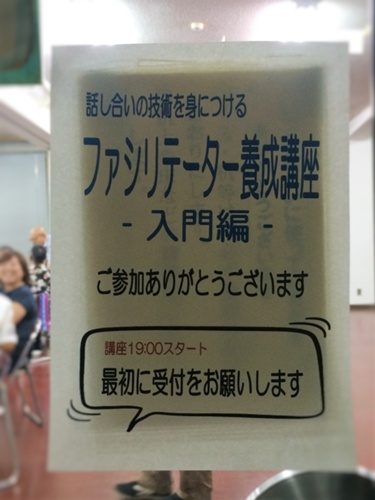 話し合いの技術を身につける
ファシリテーター養成講座
- 入門編 -
ご参加ありがとうございます
講座19:00スタート
最初に受付をお願いします